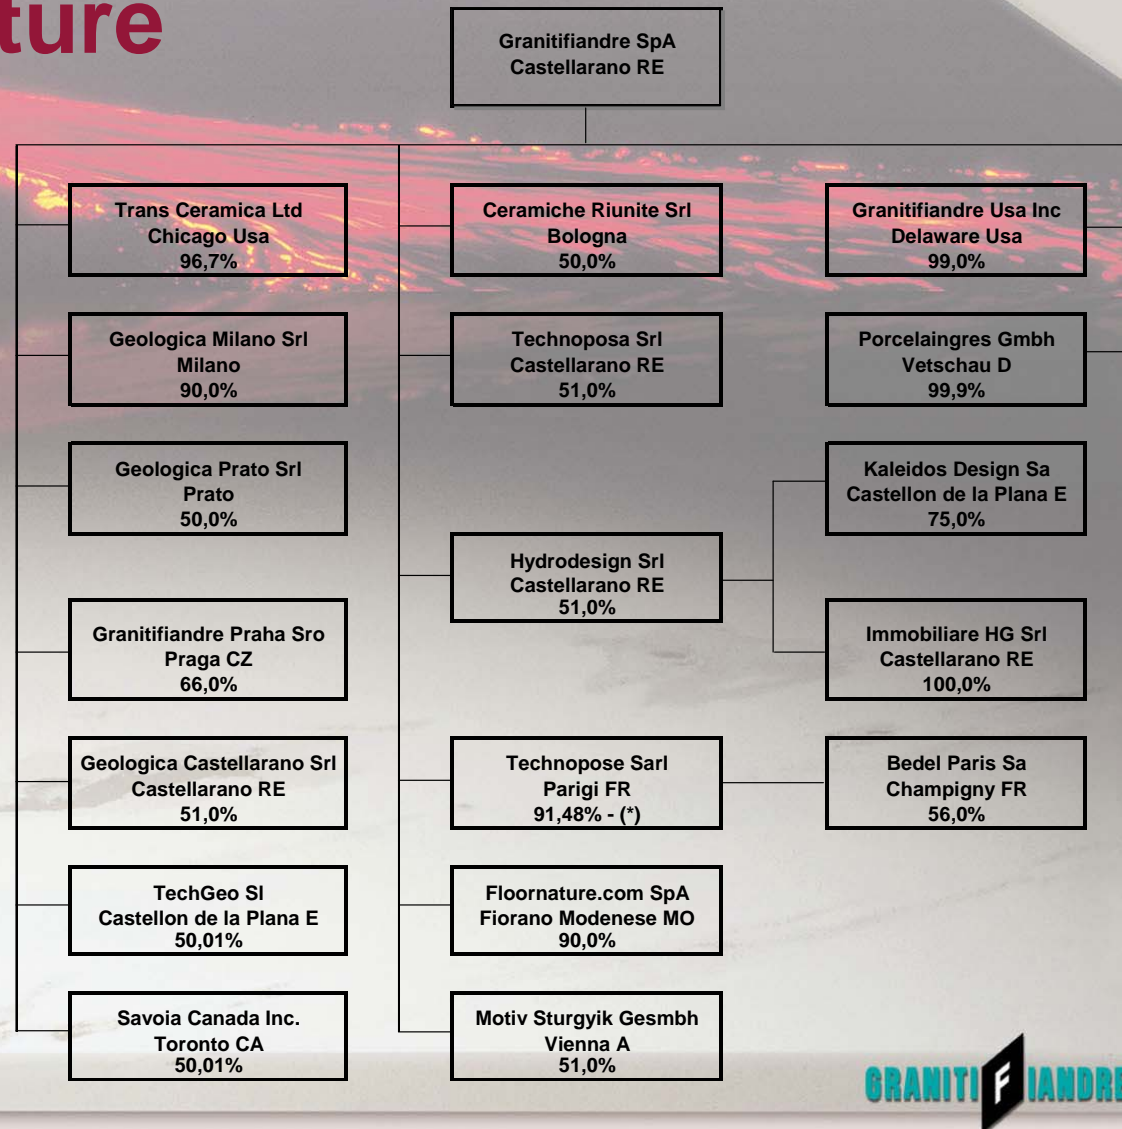 ture
Granitifiandre SpA
Castellarano RE
Trans Ceramica Ltd
Chicago Usa
96,7%
Ceramiche Riunite Srl
Bologna
50,0%
Granitifiandre Usa Inc
Delaware Usa
99,0%
Geologica Milano Srl
Milano
90,0%
Technoposa Srl
Castellarano RE
51,0%
Porcelaingres Gmbh
Vetschau D
99,9%
Geologica Prato Srl
Prato
50,0%
Kaleidos Design Sa
Castellon de la Plana E
75,0%
Hydrodesign Srl
Castellarano RE
51,0%
Granitifiandre Praha Sro
Praga CZ
66,0%
Immobiliare HG Srl
Castellarano RE
100,0%
Geologica Castellarano Srl
Castellarano RE
51,0%
Technopose Sarl
Parigi FR
91,48% - (*)
Bedel Paris Sa
Champigny FR
56,0%
TechGeo Sl
Castellon de la Plana E
50,01%
Floornature.com SpA
Fiorano Modenese MO
90,0%
Savoia Canada Inc.
Toronto CA
50,01%
Motiv Sturgyik Gesmbh
Vienna A
51,0%
GRANITIFIANDRE